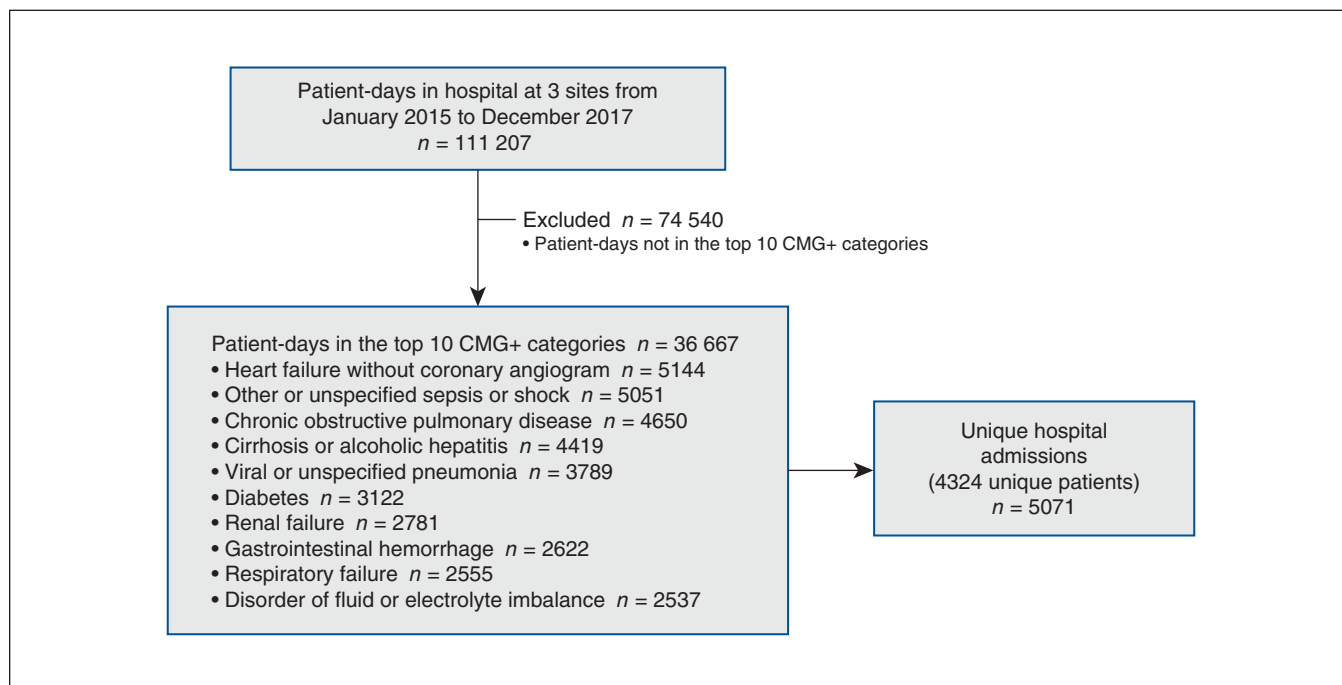 Patient-days in hospital at 3 sites from
January 2015 to December 2017
n = 111 207
Excluded n = 74 540
• Patient-days not in the top 10 CMG+ categories
Patient-days in the top 10 CMG+ categories n = 36 667
• Heart failure without coronary angiogram n = 5144
• Other or unspecified sepsis or shock n = 5051
• Chronic obstructive pulmonary disease n = 4650
• Cirrhosis or alcoholic hepatitis n = 4419
• Viral or unspecified pneumonia n = 3789
• Diabetes n = 3122
• Renal failure n = 2781
• Gastrointestinal hemorrhage n = 2622
• Respiratory failure n = 2555
• Disorder of fluid or electrolyte imbalance n = 2537
Unique hospital
admissions
(4324 unique patients)
n = 5071